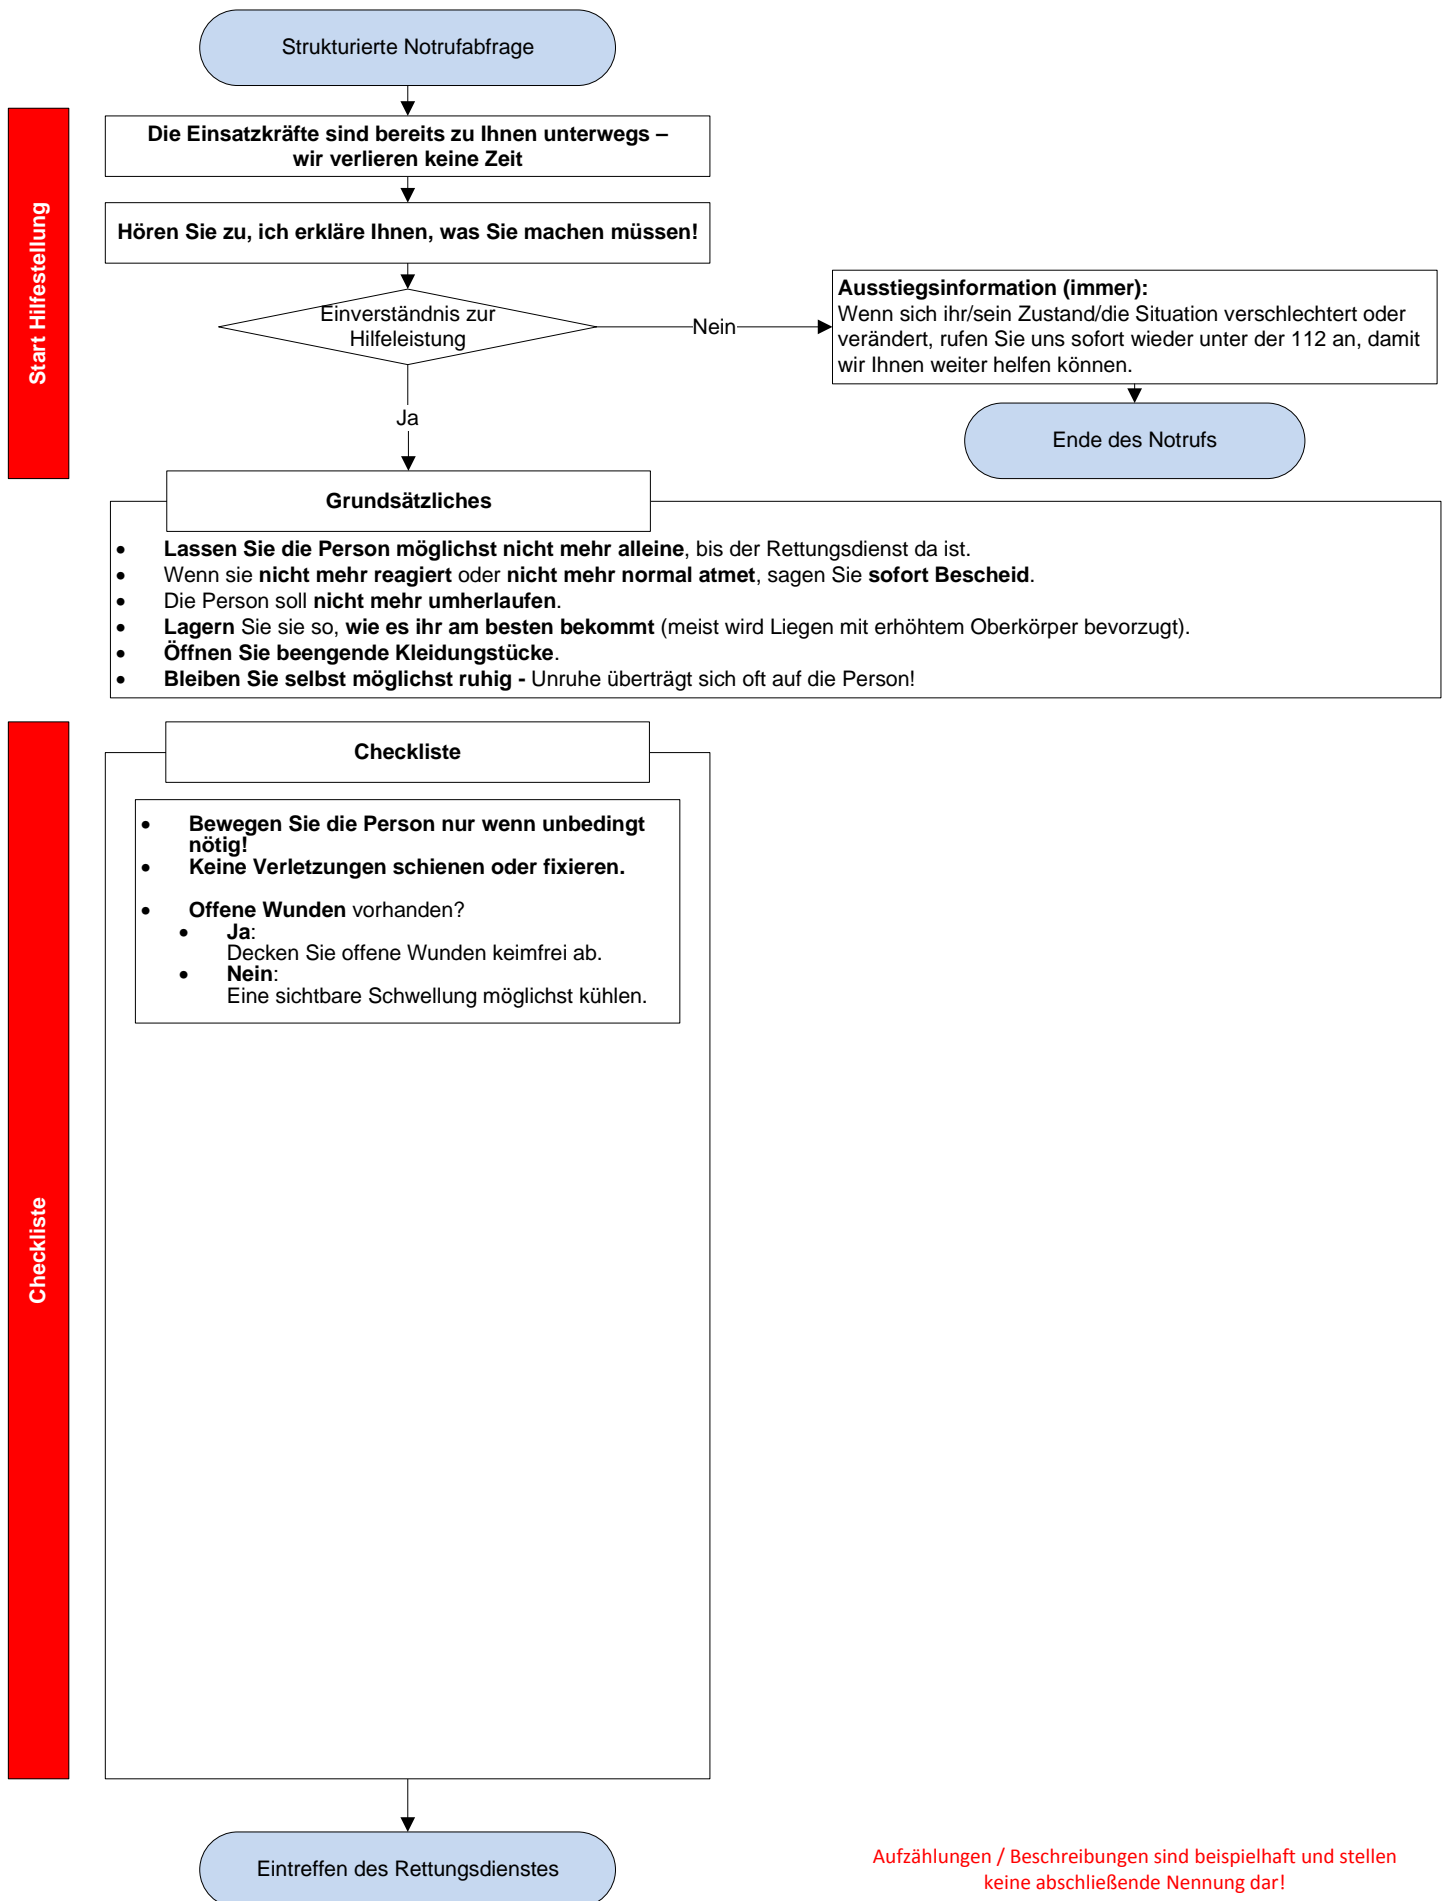 Strukturierte Notrufabfrage
Start Hilfestellung
Die Einsatzkräfte sind bereits zu Ihnen unterwegs –
wir verlieren keine Zeit
Hören Sie zu, ich erkläre Ihnen, was Sie machen müssen!
Einverständnis zur
Hilfeleistung
Nein
Ausstiegsinformation (immer):
Wenn sich ihr/sein Zustand/die Situation verschlechtert oder
verändert, rufen Sie uns sofort wieder unter der 112 an, damit
wir Ihnen weiter helfen können.
Ja
Ende des Notrufs
Grundsätzliches
• Lassen Sie die Person möglichst nicht mehr alleine, bis der Rettungsdienst da ist.
• Wenn sie nicht mehr reagiert oder nicht mehr normal atmet, sagen Sie sofort Bescheid.
• Die Person soll nicht mehr umherlaufen.
• Lagern Sie sie so, wie es ihr am besten bekommt (meist wird Liegen mit erhöhtem Oberkörper bevorzugt).
• Öffnen Sie beengende Kleidungstücke.
• Bleiben Sie selbst möglichst ruhig - Unruhe überträgt sich oft auf die Person!
Checkliste
Checkliste
• Bewegen Sie die Person nur wenn unbedingt
nötig!
• Keine Verletzungen schienen oder fixieren.
• Offene Wunden vorhanden?
• Ja:
Decken Sie offene Wunden keimfrei ab.
• Nein:
Eine sichtbare Schwellung möglichst kühlen.
Eintreffen des Rettungsdienstes
Aufzählungen / Beschreibungen sind beispielhaft und stellen
keine abschließende Nennung dar!